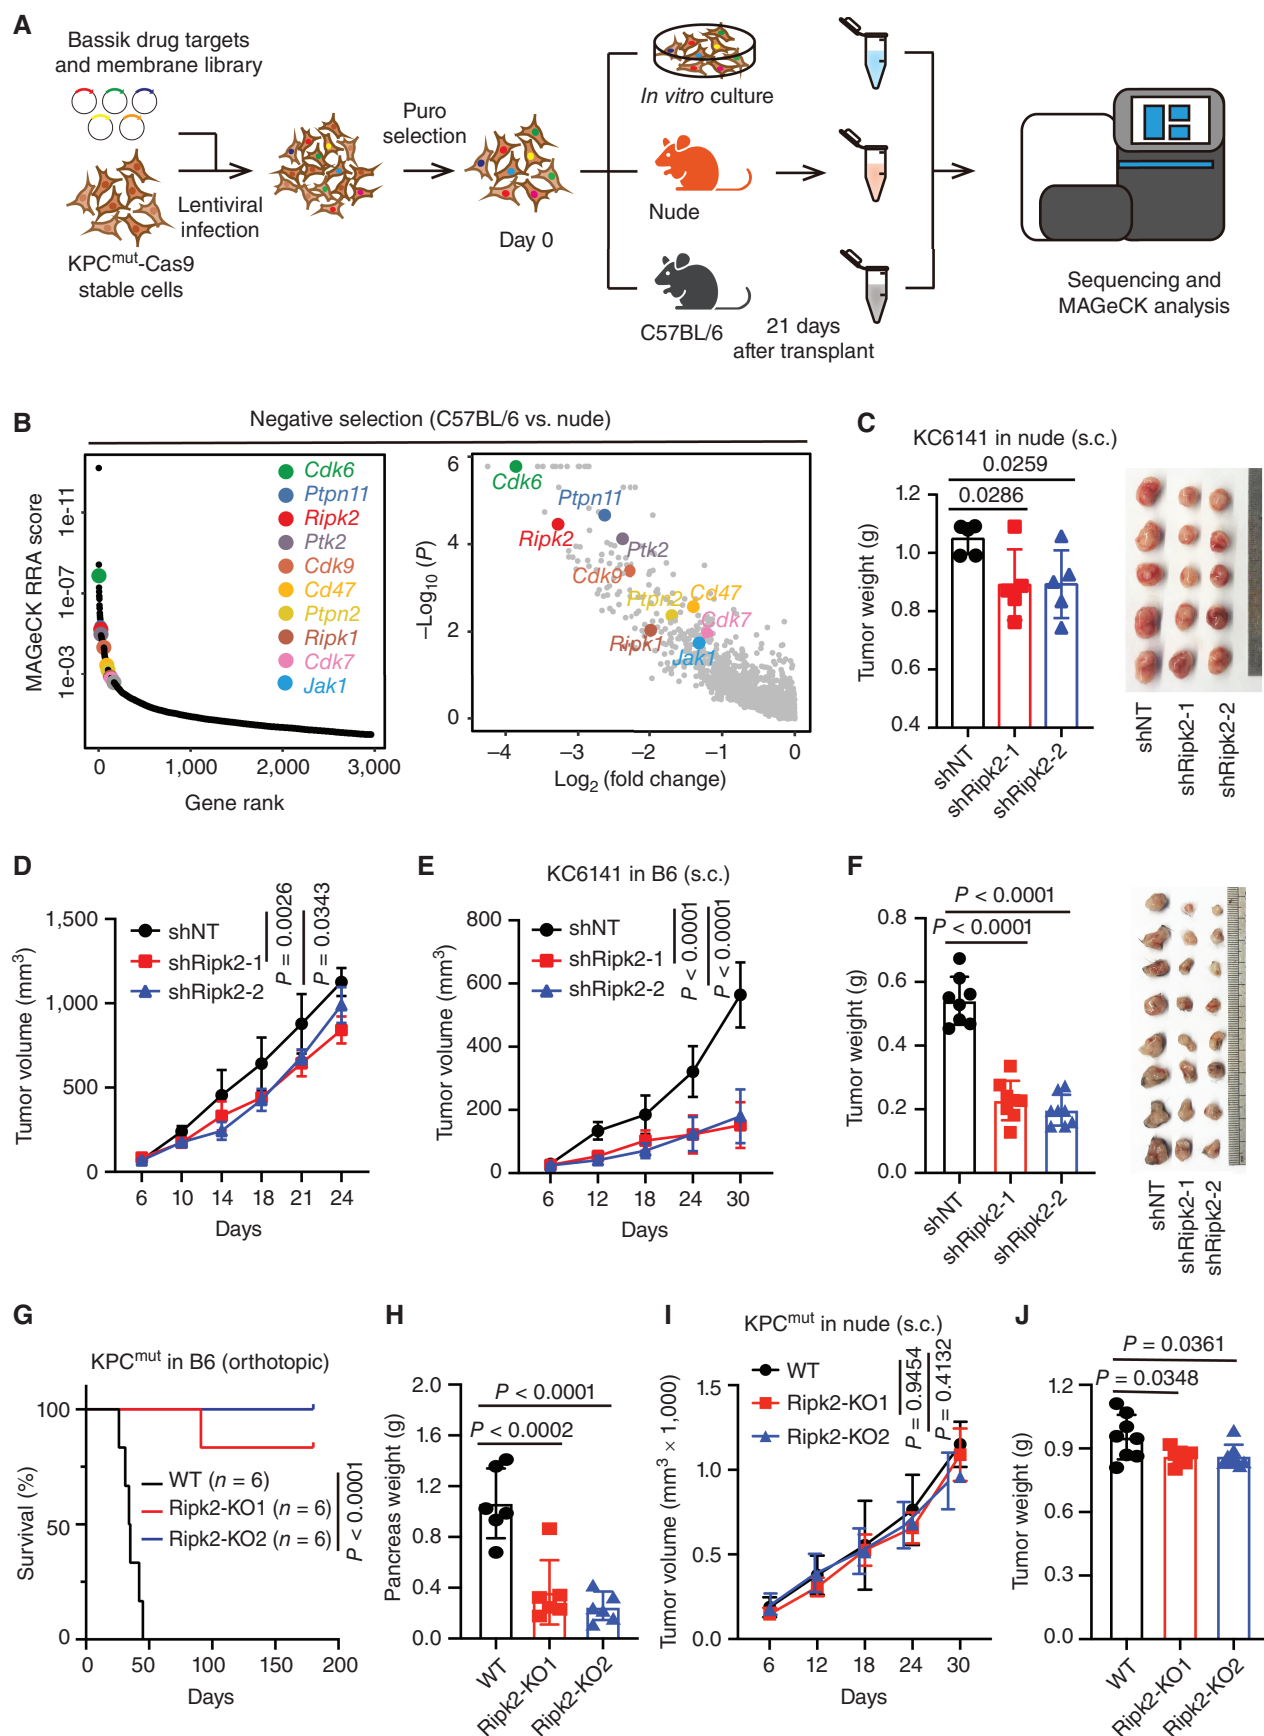 A
Bassik drug targets
and membrane library
Lentiviral
infection
KPCmut-Cas9
stable cells
Puro
selection
Day 0
In vitro culture
Nude
C57BL/6
21 days
after transplant
Sequencing and
MAGeCK analysis
B
Negative selection (C57BL/6 vs. nude)
MAGeCK RRA score
1e-11
1e-07
1e-03
0
1,000
2,000
3,000
Gene rank
Cdk6
Ptpn11
Ripk2
Ptk2
Cdk9
Cd47
Ptpn2
Ripk1
Cdk7
Jak1
–Log10 (P)
6
4
2
0
–4
–3
–2
–1
0
Log2 (fold change)
Cdk6
Ptpn11
Ripk2
Ptk2
Cdk9
Ptpn2
Cd47
Cdk7
Ripk1
Jak1
C
KC6141 in nude (s.c.)
0.0259
0.0286
Tumor weight (g)
1.2
1.0
0.8
0.6
0.4
shNT
shRipk2-1
shRipk2-2
shNT
shRipk2-1
shRipk2-2
D
Tumor volume (mm3)
1,500
1,000
500
0
shNT
shRipk2-1
shRipk2-2
P = 0.0026
P = 0.0343
6
10
14
18
21
24
Days
E
KC6141 in B6 (s.c.)
Tumor volume (mm3)
800
600
400
200
0
shNT
shRipk2-1
shRipk2-2
P < 0.0001
P < 0.0001
6
12
18
24
30
Days
F
P < 0.0001
P < 0.0001
Tumor weight (g)
0.8
0.6
0.4
0.2
0.0
shNT
shRipk2-1
shRipk2-2
shNT
shRipk2-1
shRipk2-2
G
KPCmut in B6 (orthotopic)
Survival (%)
100
50
0
WT (n = 6)
Ripk2-KO1 (n = 6)
Ripk2-KO2 (n = 6)
P < 0.0001
0
50
100
150
200
Days
H
P < 0.0001
P < 0.0002
Pancreas weight (g)
2.0
1.6
1.2
0.8
0.4
0.0
WT
Ripk2-KO1
Ripk2-KO2
I
KPCmut in nude (s.c.)
Tumor volume (mm3 × 1,000)
1.5
1.0
0.5
0.0
WT
Ripk2-KO1
Ripk2-KO2
P = 0.9454
P = 0.4132
6
12
18
24
30
Days
J
P = 0.0361
P = 0.0348
Tumor weight (g)
1.2
0.9
0.6
0.3
0.0
WT
Ripk2-KO1
Ripk2-KO2